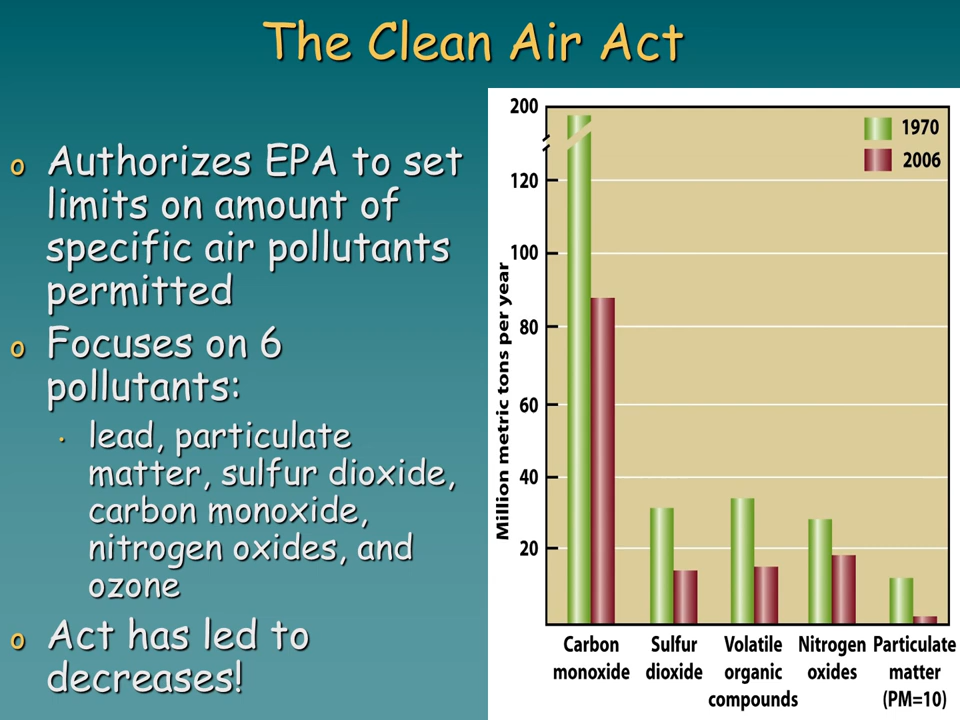 The Clean Air Act
o Authorizes EPA to set
limits on amount of
specific air pollutants
permitted
o Focuses on 6
pollutants:
• lead, particulate
matter, sulfur dioxide,
carbon monoxide,
nitrogen oxides, and
ozone
o Act has led to
decreases!
Million metric tons per year
200
120
100
80
60
40
20
1970
2006
Carbon
monoxide
Sulfur
dioxide
Volatile
organic
compounds
Nitrogen
oxides
Particulate
matter
(PM=10)